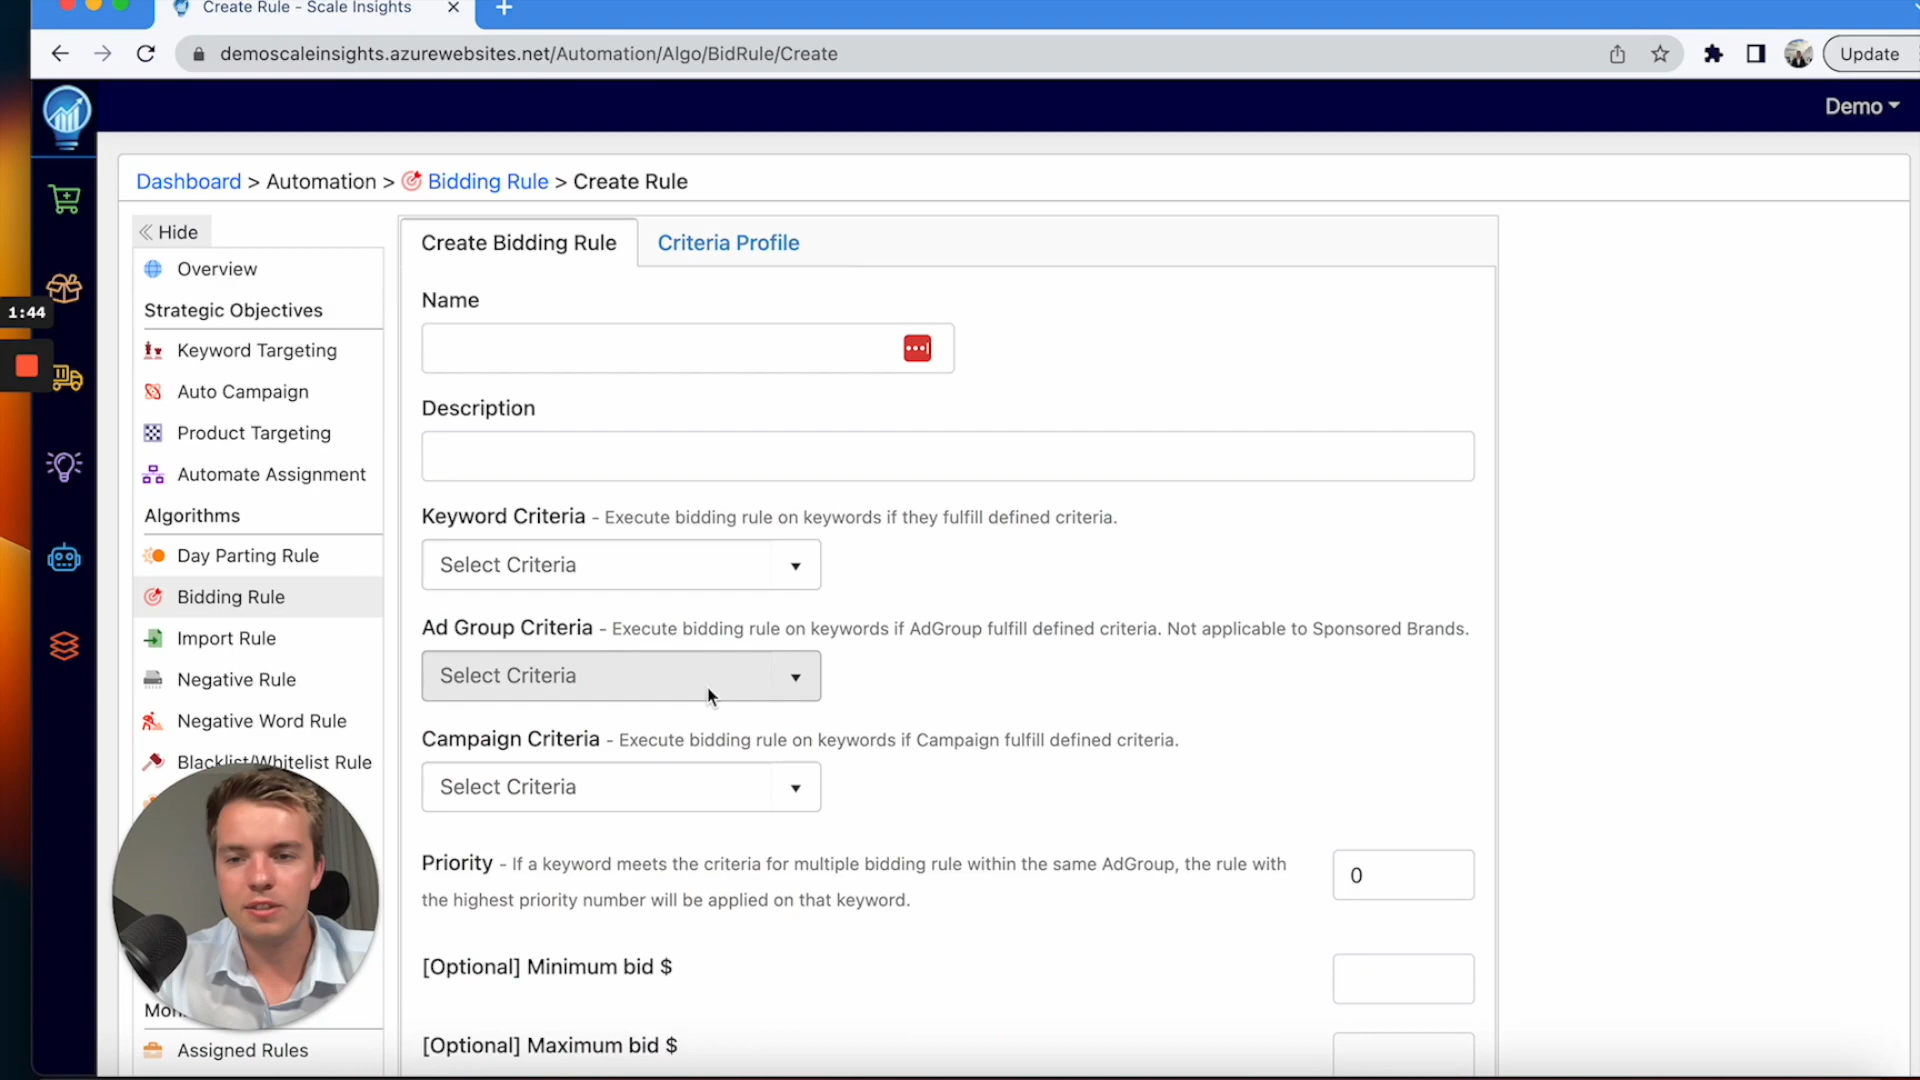 Create Rule - Scale Insights
demoscaleinsights.azurewebsites.net/Automation/Algo/BidRule/Create
Update
Demo
Dashboard > Automation > Bidding Rule > Create Rule
Hide
Overview
Strategic Objectives
1:44
Keyword Targeting
Auto Campaign
Product Targeting
Automate Assignment
Algorithms
Day Parting Rule
Bidding Rule
Import Rule
Negative Rule
Negative Word Rule
Blacklist/Whitelist Rule
Assigned Rules
Create Bidding Rule
Criteria Profile
Name
Description
Keyword Criteria - Execute bidding rule on keywords if they fulfill defined criteria.
Select Criteria
Ad Group Criteria - Execute bidding rule on keywords if AdGroup fulfill defined criteria. Not applicable to Sponsored Brands.
Select Criteria
Campaign Criteria - Execute bidding rule on keywords if Campaign fulfill defined criteria.
Select Criteria
Priority - If a keyword meets the criteria for multiple bidding rule within the same AdGroup, the rule with
the highest priority number will be applied on that keyword.
0
[Optional] Minimum bid $
[Optional] Maximum bid $